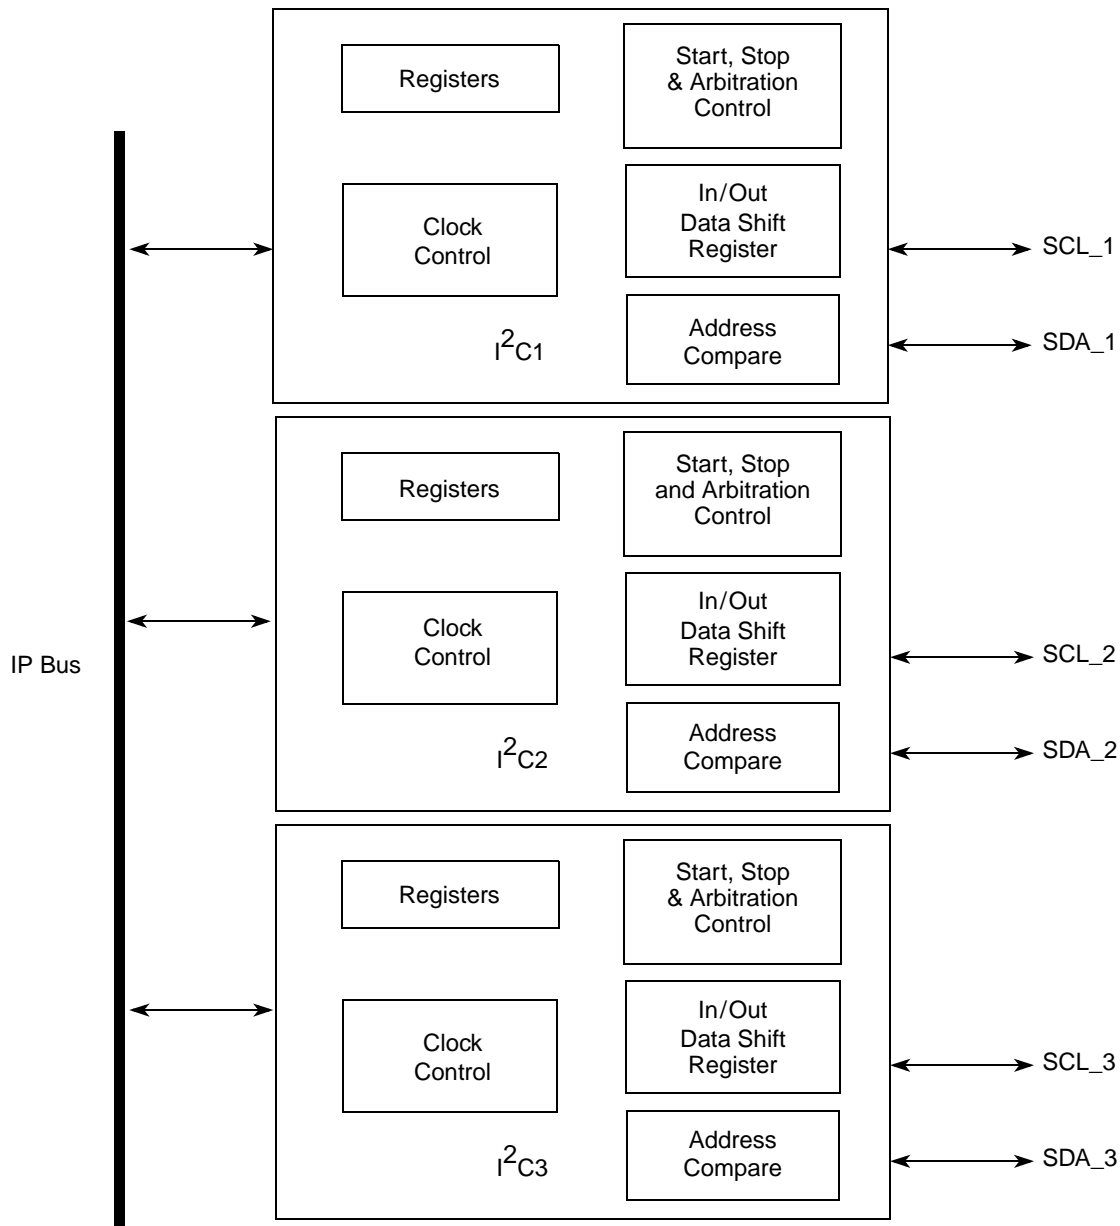 Registers
Start, Stop
& Arbitration
Control
Clock
Control
In/Out
Data Shift
Register
SCL_1
I²C1
Address
Compare
SDA_1
Registers
Start, Stop
and Arbitration
Control
Clock
Control
In/Out
Data Shift
Register
IP Bus
SCL_2
I²C2
Address
Compare
SDA_2
Registers
Start, Stop
& Arbitration
Control
Clock
Control
In/Out
Data Shift
Register
SCL_3
I²C3
Address
Compare
SDA_3